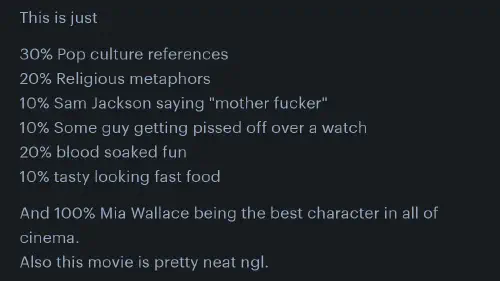 This is just
30% Pop culture references
20% Religious metaphors
10% Sam Jackson saying "mother fucker"
10% Some guy getting pissed off over a watch
20% blood soaked fun
10% tasty looking fast food
And 100% Mia Wallace being the best character in all of
cinema.
Also this movie is pretty neat ngl.